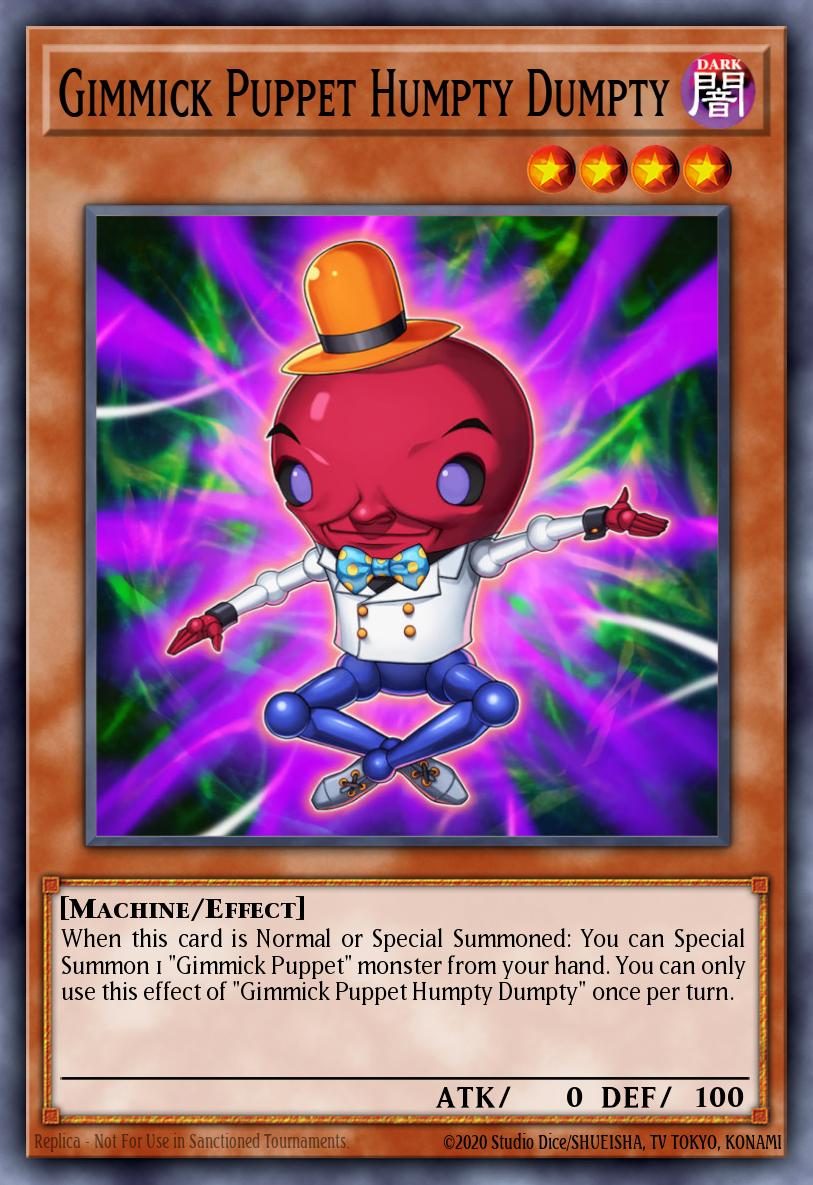 Gimmick Puppet Humpty Dumpty
DARK
闇
[Machine/Effect]
When this card is Normal or Special Summoned: You can Special
Summon 1 "Gimmick Puppet" monster from your hand. You can only
use this effect of "Gimmick Puppet Humpty Dumpty" once per turn.
ATK/ 0 DEF/ 100
Replica - Not For Use in Sanctioned Tournaments.
©2020 Studio Dice/SHUEISHA, TV TOKYO, KONAMI